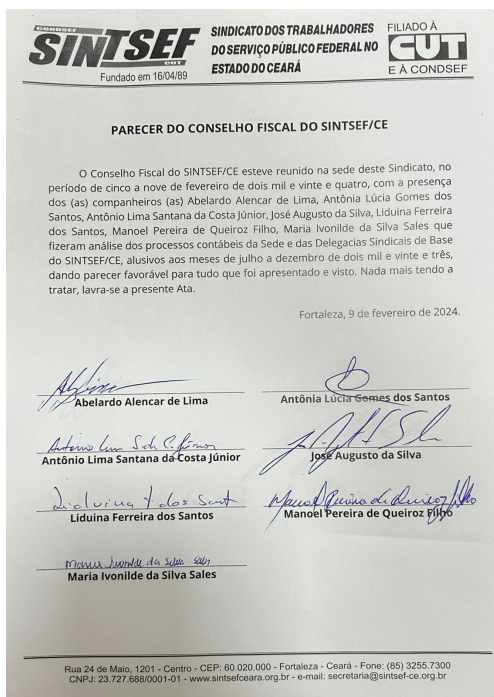 CONDSEF
SINTSEF
CUT
Fundado em 16/04/89
SINDICATO DOS TRABALHADORES
DO SERVIÇO PÚBLICO FEDERAL NO
ESTADO DO CEARÁ
FILIADO À
CUT
E À CONDSEF
PARECER DO CONSELHO FISCAL DO SINTSEF/CE
O Conselho Fiscal do SINTSEF/CE esteve reunido na sede deste Sindicato, no
período de cinco a nove de fevereiro de dois mil e vinte e quatro, com a presença
dos (as) companheiros (as) Abelardo Alencar de Lima, Antônia Lúcia Gomes dos
Santos, Antônio Lima Santana da Costa Júnior, José Augusto da Silva, Liduina Ferreira
dos Santos, Manoel Pereira de Queiroz Filho, Maria Ivonilda da Silva Sales que
fizeram análise dos processos contábeis da Sede e das Delegacias Sindicais de Base
do SINTSEF/CE, alusivos aos meses de julho a dezembro de dois mil e vinte e três,
dando parecer favorável para tudo que foi apresentado e visto. Nada mais tendo a
tratar, lavra-se a presente Ata.
Fortaleza, 9 de fevereiro de 2024.
Abelardo Alencar de Lima
Antônia Lúcia Gomes dos Santos
Antônio Lima Santana da Costa Júnior
José Augusto da Silva
Liduina Ferreira dos Santos
Manoel Pereira de Queiroz Filho
Maria Ivonilde da Silva Sales
Maria Ivonilde da Silva Sales
Rua 24 de Maio, 1201 - Centro - CEP: 60.020.000 - Fortaleza - Ceará - Fone: (85) 3255.7300
CNPJ: 23.727.688/0001-01 - www.sintsefceara.org.br - e-mail: secretaria@sintsef-ce.org.br